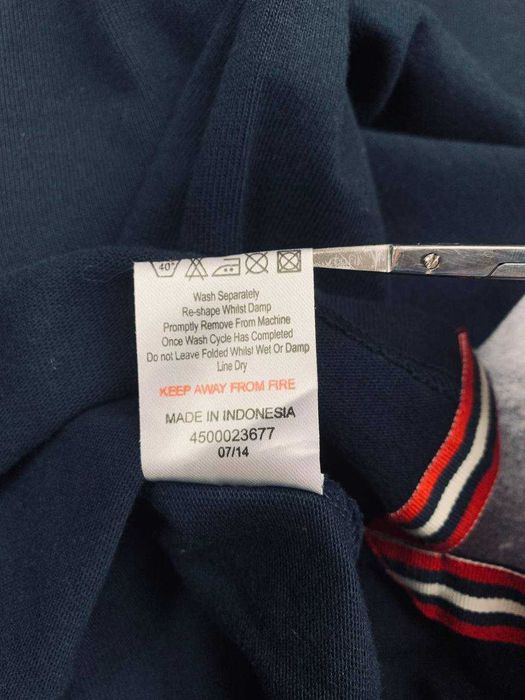 40°
Wash Separately
Re-shape Whilst Damp
Promptly Remove From Machine
Once Wash Cycle Has Completed
Do not Leave Folded Whilst Wet Or Damp
Line Dry
KEEP AWAY FROM FIRE
MADE IN INDONESIA
4500023677
07/14